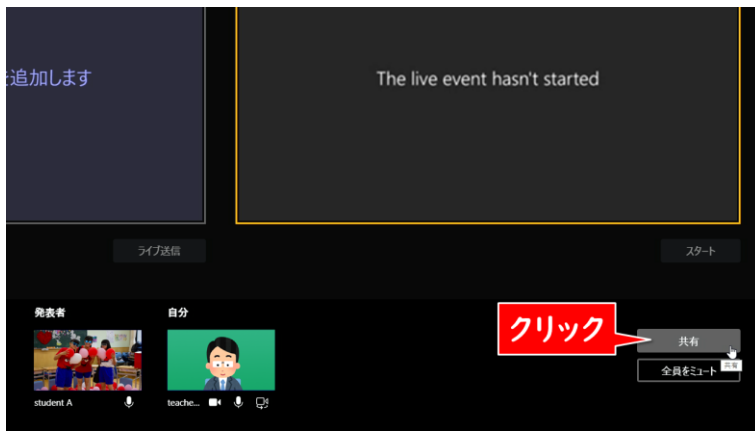 を追加します
The live event hasn't started
ライブ送信
スタート
発表者
自分
クリック
共有
共有
全員をミュート
student A
teache...